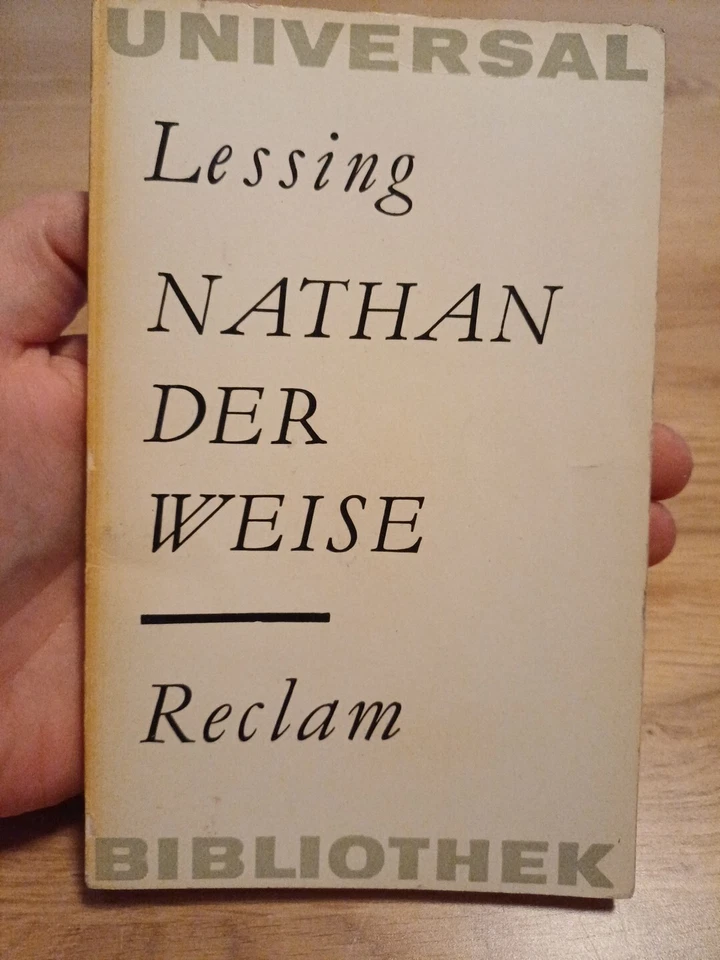 UNIVERSAL
Lessing
NATHAN
DER
WEISE
Reclam
BIBLIOTHEK